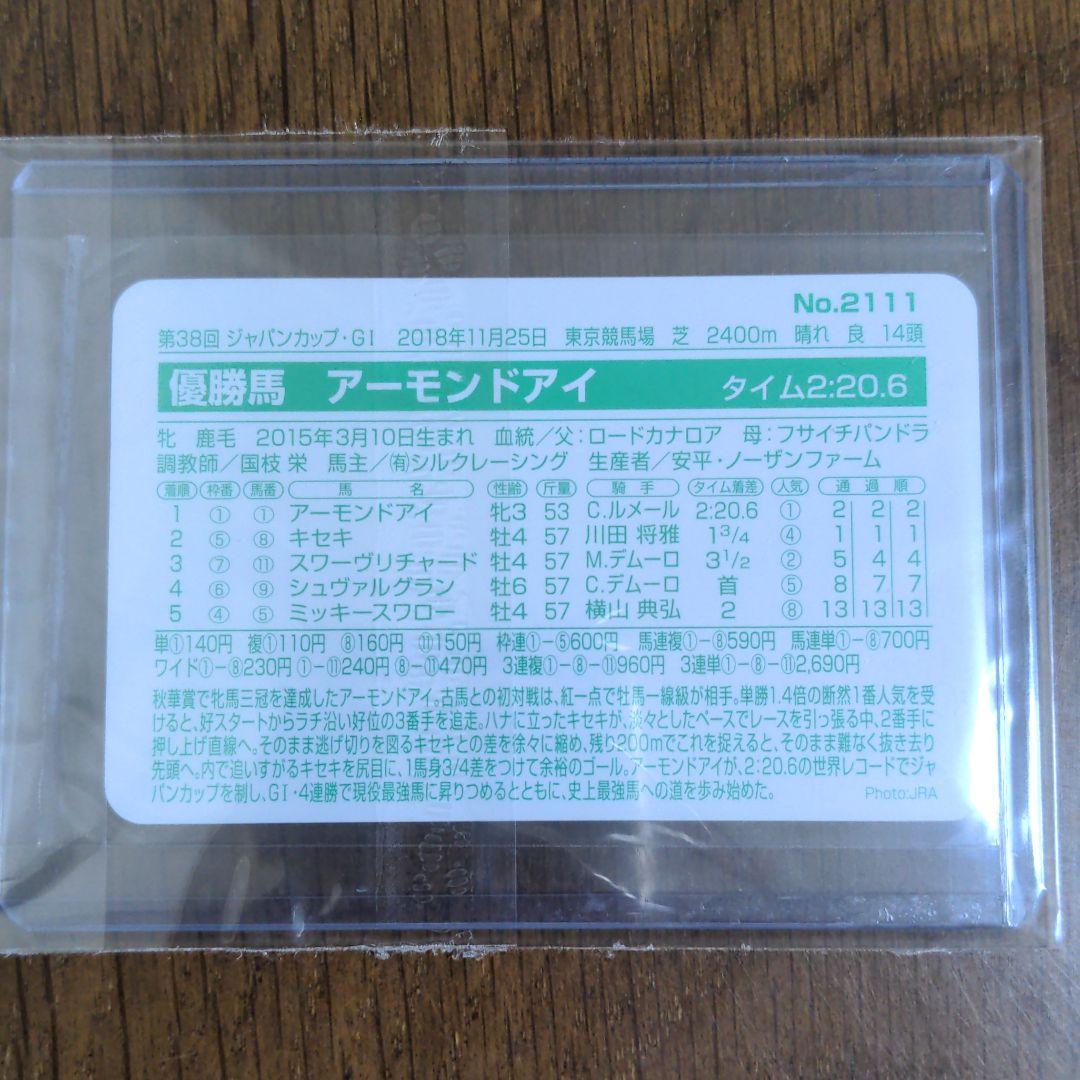 No.2111
第38回 ジャパンカップ・GI 2018年11月25日 東京競馬場 芝 2400m 晴れ 良 14頭
優勝馬 アーモンドアイ タイム2:20.6
牝 鹿毛 2015年3月10日生まれ 血統／父：ロードカナロア 母：フサイチパンドラ
調教師／国枝 栄 馬主／㈲シルクレーシング 生産者／安平・ノーザンファーム
着順 枠番 馬番 馬名 性齢 斤量 騎手 タイム着差 人気 通過順
1 ① ① アーモンドアイ 牝3 53 C.ルメール 2:20.6 ① 2 2 2
2 ⑤ ⑧ キセキ 牡4 57 川田 将雅 1 3/4 ④ 1 1 1
3 ⑦ ⑪ スワーヴリチャード 牡4 57 M.デムーロ 3 1/2 ② 5 4 4
4 ⑥ ⑨ シュヴァルグラン 牡6 57 C.デムーロ 首 ⑤ 8 7 7
5 ④ ⑤ ミッキースワロー 牡4 57 横山 典弘 2 ⑧ 13 13 13
単①140円 複①110円 ⑧160円 ⑪150円 枠連①−⑤600円 馬連複①−⑧590円 馬連単①−⑧700円
ワイド①−⑧230円 ①−⑪240円 ⑧−⑪470円 3連複①−⑧−⑪960円 3連単①−⑧−⑪2,690円
秋華賞で牝馬三冠を達成したアーモンドアイ。古馬との初対戦は、紅一点で牡馬一線級が相手。単勝1.4倍の断然1番人気を受
けると、好スタートからラチ沿い好位の3番手を追走。ハナに立ったキセキが、淡々としたペースでレースを引っ張る中、2番手に
押し上げ直線へ。そのまま逃げ切りを図るキセキとの差を徐々に縮め、残り200mでこれを捉えると、そのまま難なく抜き去り
先頭へ。内で追いすがるキセキを尻目に、1馬身3/4差をつけて余裕のゴール。アーモンドアイが、2:20.6の世界レコードでジャ
パンカップを制し、GI・4連勝で現役最強馬に昇りつめるとともに、史上最強馬への道を歩み始めた。
Photo:JRA